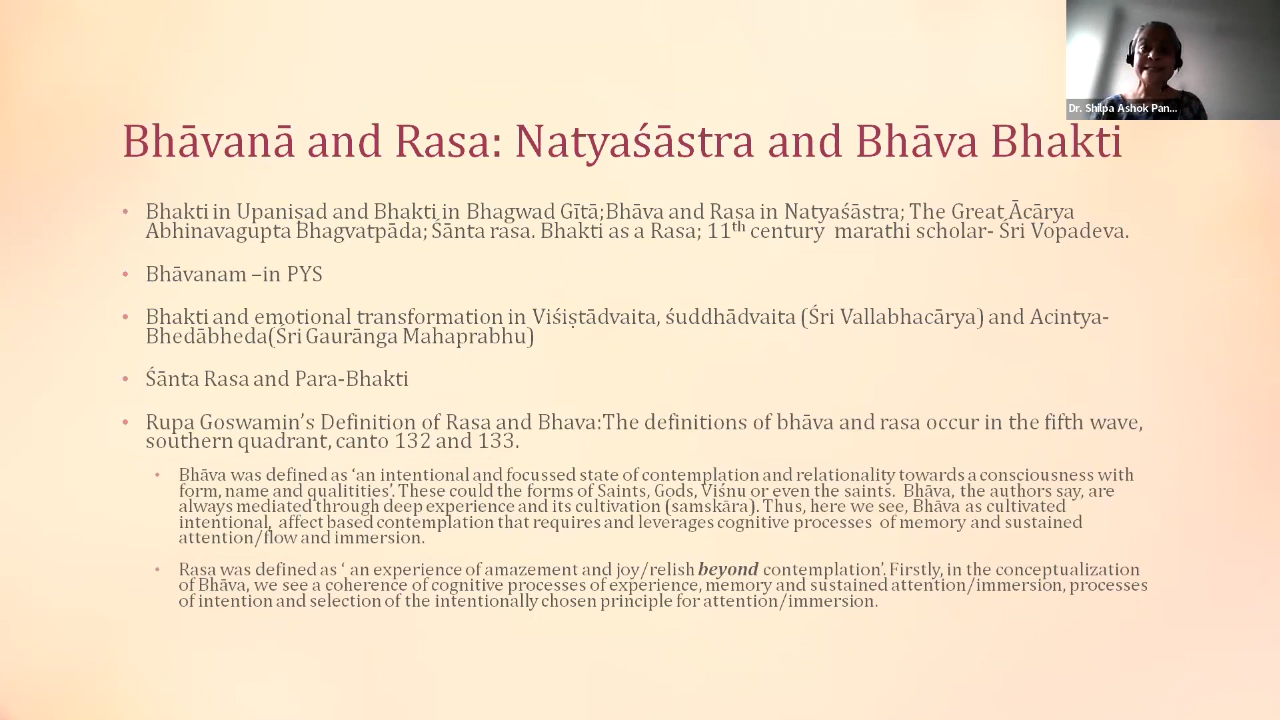 Dr. Shilpa Ashok Pan...
Bhāvanā and Rasa: Natyaśāstra and Bhāva Bhakti
• Bhakti in Upaniṣad and Bhakti in Bhagwad Gītā;Bhāva and Rasa in Natyaśāstra; The Great Ācārya
Abhinavagupta Bhagvatpāda; Śānta rasa. Bhakti as a Rasa; 11th century marathi scholar- Śri Vopadeva.
• Bhāvanam –in PYS
• Bhakti and emotional transformation in Viśiṣtādvaita, śuddhādvaita (Śri Vallabhacārya) and Acintya-
Bhedābheda(Śri Gaurānga Mahaprabhu)
• Śānta Rasa and Para-Bhakti
• Rupa Goswamin's Definition of Rasa and Bhava:The definitions of bhāva and rasa occur in the fifth wave,
southern quadrant, canto 132 and 133.
• Bhāva was defined as 'an intentional and focussed state of contemplation and relationality towards a consciousness with
form, name and qualitities'. These could the forms of Saints, Gods, Viśnu or even the saints. Bhāva, the authors say, are
always mediated through deep experience and its cultivation (samskāra). Thus, here we see, Bhāva as cultivated
intentional, affect based contemplation that requires and leverages cognitive processes of memory and sustained
attention/flow and immersion.
• Rasa was defined as ' an experience of amazement and joy/relish beyond contemplation'. Firstly, in the conceptualization
of Bhāva, we see a coherence of cognitive processes of experience, memory and sustained attention/immersion, processes
of intention and selection of the intentionally chosen principle for attention/immersion.